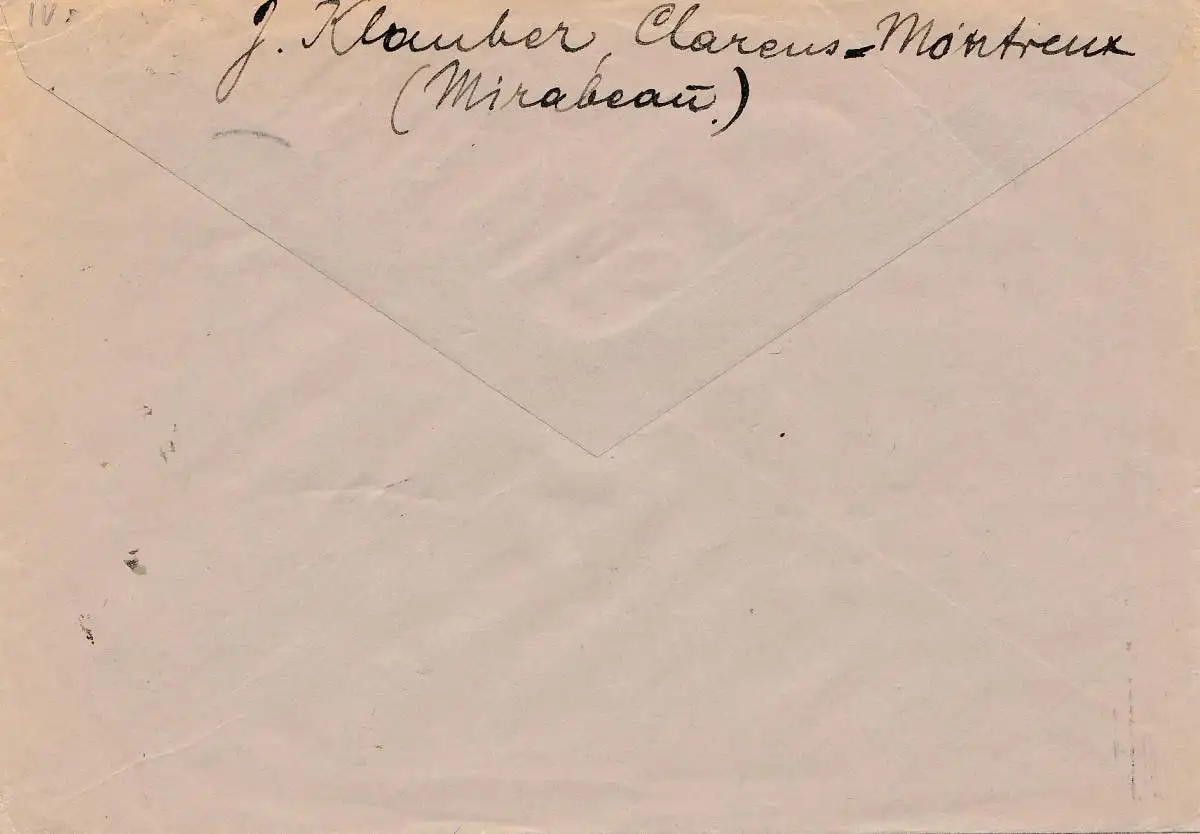 J. Klauber, Clarens-Montreux
(Mirabeau.)